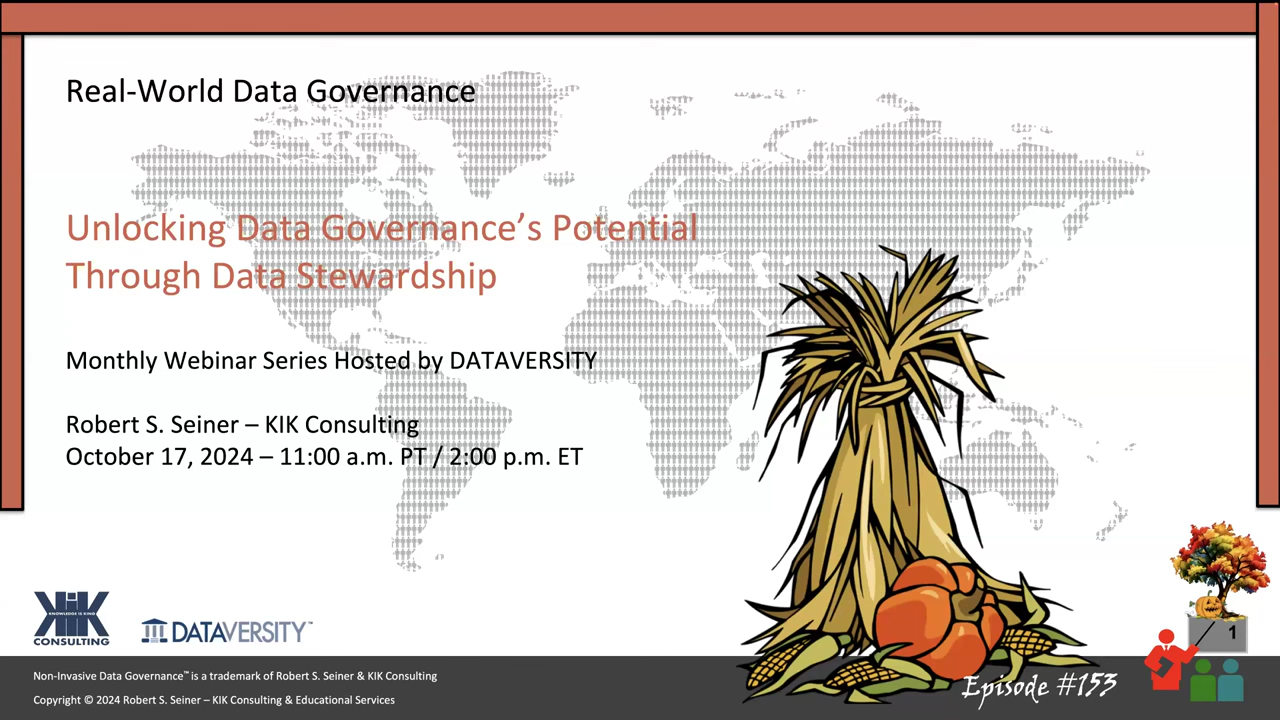 Real-World Data Governance
Unlocking Data Governance’s Potential
Through Data Stewardship
Monthly Webinar Series Hosted by DATAVERSITY
Robert S. Seiner – KIK Consulting
October 17, 2024 – 11:00 a.m. PT / 2:00 p.m. ET
KIK
KNOWLEDGE IS KING
CONSULTING
DATAVERSITY™
1
Episode #153
Non-Invasive Data Governance™ is a trademark of Robert S. Seiner & KIK Consulting
Copyright © 2024 Robert S. Seiner – KIK Consulting & Educational Services